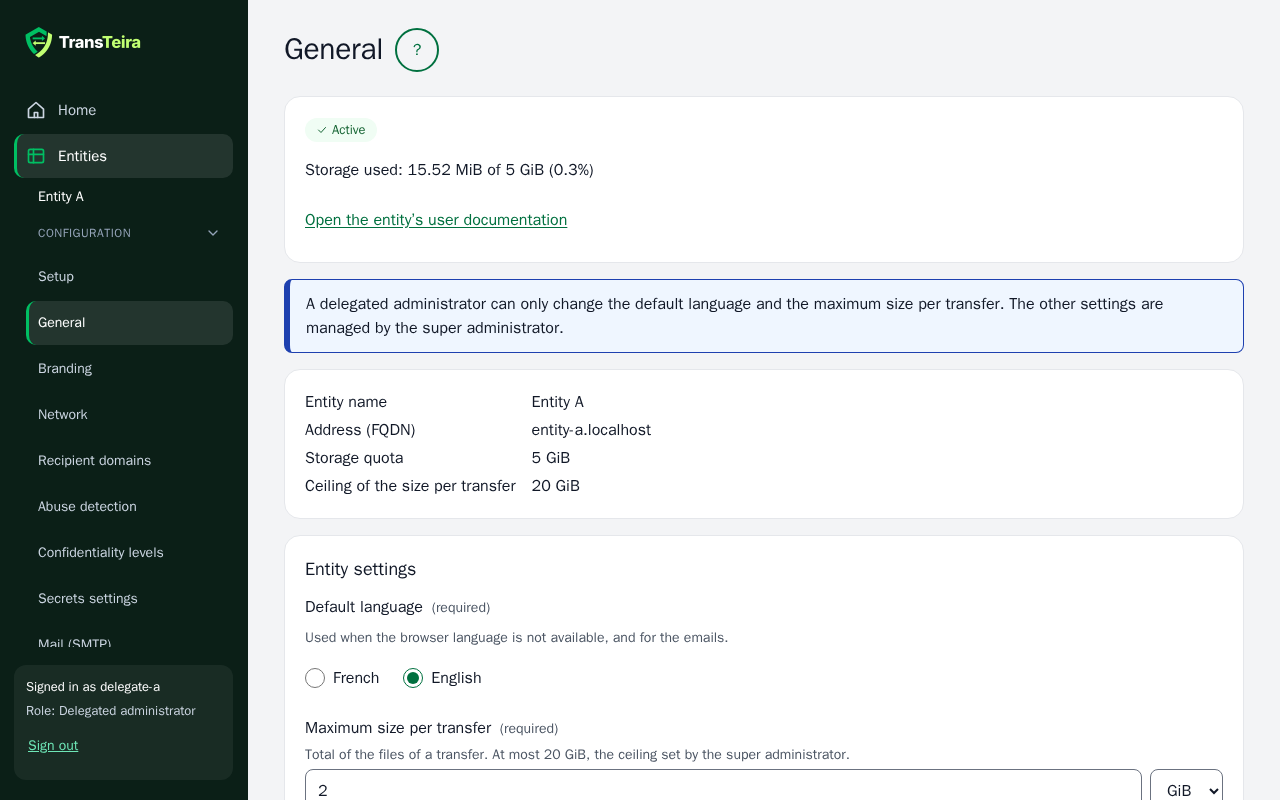 TransTeira
Home
Entities
Entity A
CONFIGURATION
Setup
General
Branding
Network
Recipient domains
Abuse detection
Confidentiality levels
Secrets settings
Mail (SMTP)
Signed in as delegate-a
Role: Delegated administrator
Sign out
General ?
Active
Storage used: 15.52 MiB of 5 GiB (0.3%)
Open the entity's user documentation
A delegated administrator can only change the default language and the maximum size per transfer. The other settings are
managed by the super administrator.
Entity name Entity A
Address (FQDN) entity-a.localhost
Storage quota 5 GiB
Ceiling of the size per transfer 20 GiB
Entity settings
Default language (required)
Used when the browser language is not available, and for the emails.
French English
Maximum size per transfer (required)
Total of the files of a transfer. At most 20 GiB, the ceiling set by the super administrator.
2 GiB